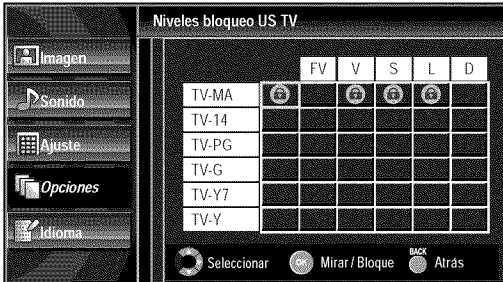 Niveles bloqueo US TV
Imagen
Sonido
Ajuste
Opciones
Idioma
FV V S L D
TV-MA
TV-14
TV-PG
TV-G
TV-Y7
TV-Y
Seleccionar OK Mirar / Bloque BACK Atrás